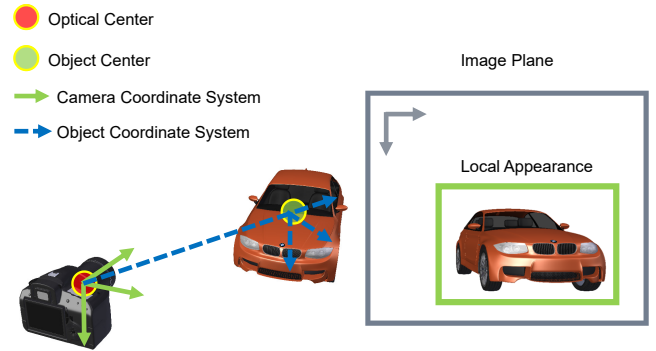 Optical Center
Object Center
Camera Coordinate System
Object Coordinate System
Image Plane
Local Appearance